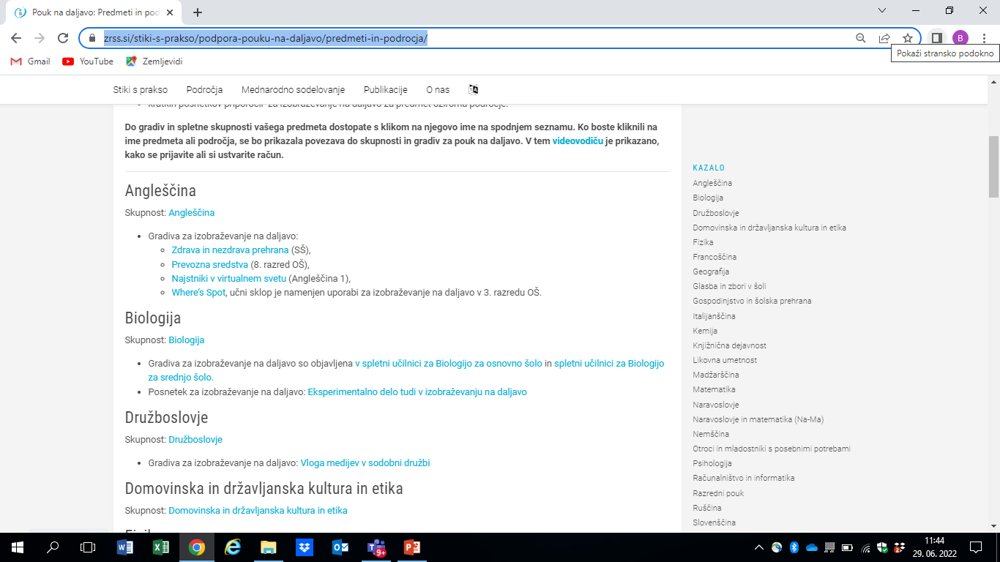 Pouk na daljavo: Predmeti in pod
zrss.si/stiki-s-prakso/podpora-pouku-na-daljavo/predmeti-in-podrocja/
B
Pokaži stransko podokno
Gmail
YouTube
Zemljevidi
Stiki s prakso
Področja
Mednarodno sodelovanje
Publikacije
O nas
kratkih posnetkov priporočil za izobraževanje na daljavo za predmet oziroma področje.
Do gradiv in spletne skupnosti vašega predmeta dostopate s klikom na njegovo ime na spodnjem seznamu. Ko boste kliknili na
ime predmeta ali področja, se bo prikazala povezava do skupnosti in gradiv za pouk na daljavo. V tem videovodiču je prikazano,
kako se prijavite ali si ustvarite račun.
Angleščina
Skupnost: Angleščina
Gradiva za izobraževanje na daljavo:
Zdrava in nezdrava prehrana (SŠ),
Prevozna sredstva (8. razred OŠ),
Najstniki v virtualnem svetu (Angleščina 1),
Where's Spot, učni sklop je namenjen uporabi za izobraževanje na daljavo v 3. razredu OŠ.
Biologija
Skupnost: Biologija
Gradiva za izobraževanje na daljavo so objavljena v spletni učilnici za Biologijo za osnovno šolo in spletni učilnici za Biologijo
za srednjo šolo.
Posnetek za izobraževanje na daljavo: Eksperimentalno delo tudi v izobraževanju na daljavo
Družboslovje
Skupnost: Družboslovje
Gradiva za izobraževanje na daljavo: Vloga medijev v sodobni družbi
Domovinska in državljanska kultura in etika
Skupnost: Domovinska in državljanska kultura in etika
KAZALO
Angleščina
Biologija
Družboslovje
Domovinska in državljanska kultura in etika
Fizika
Francoščina
Geografija
Glasba in zbori v šoli
Gospodinjstvo in šolska prehrana
Italijanščina
Kemija
Knjižnična dejavnost
Likovna umetnost
Madžarščina
Matematika
Naravoslovje
Naravoslovje in matematika (Na-Ma)
Nemščina
Otroci in mladostniki s posebnimi potrebami
Psihologija
Računalništvo in informatika
Razredni pouk
Ruščina
Slovenščina
9+
2
11:44
29. 06. 2022